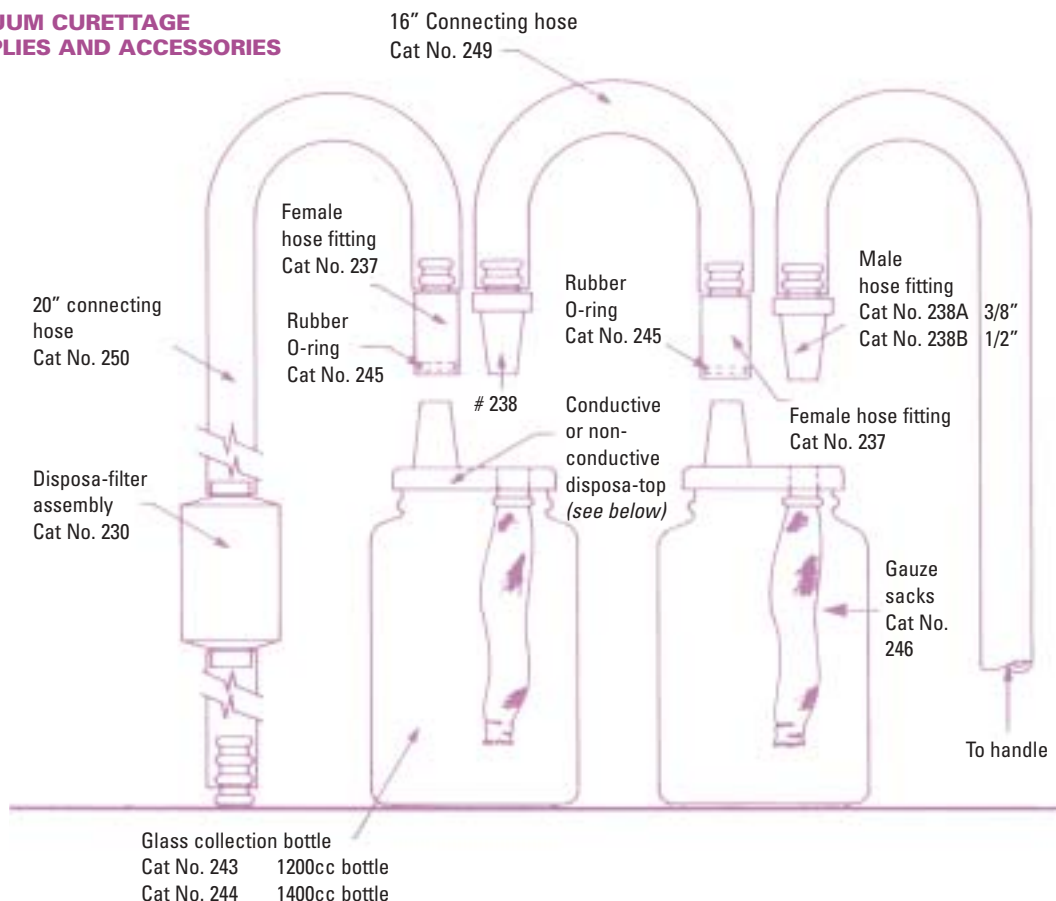 UUM CURETTAGE
PLIES AND ACCESSORIES
16” Connecting hose
Cat No. 249
Female
hose fitting
Cat No. 237
Rubber
O-ring
Cat No. 245
20” connecting
hose
Cat No. 250
Rubber
O-ring
Cat No. 245
Male
hose fitting
Cat No. 238A 3/8”
Cat No. 238B 1/2”
# 238
Conductive
or non-
conductive
disposa-top
(see below)
Female hose fitting
Cat No. 237
Disposa-filter
assembly
Cat No. 230
Gauze
sacks
Cat No.
246
To handle
Glass collection bottle
Cat No. 243 1200cc bottle
Cat No. 244 1400cc bottle